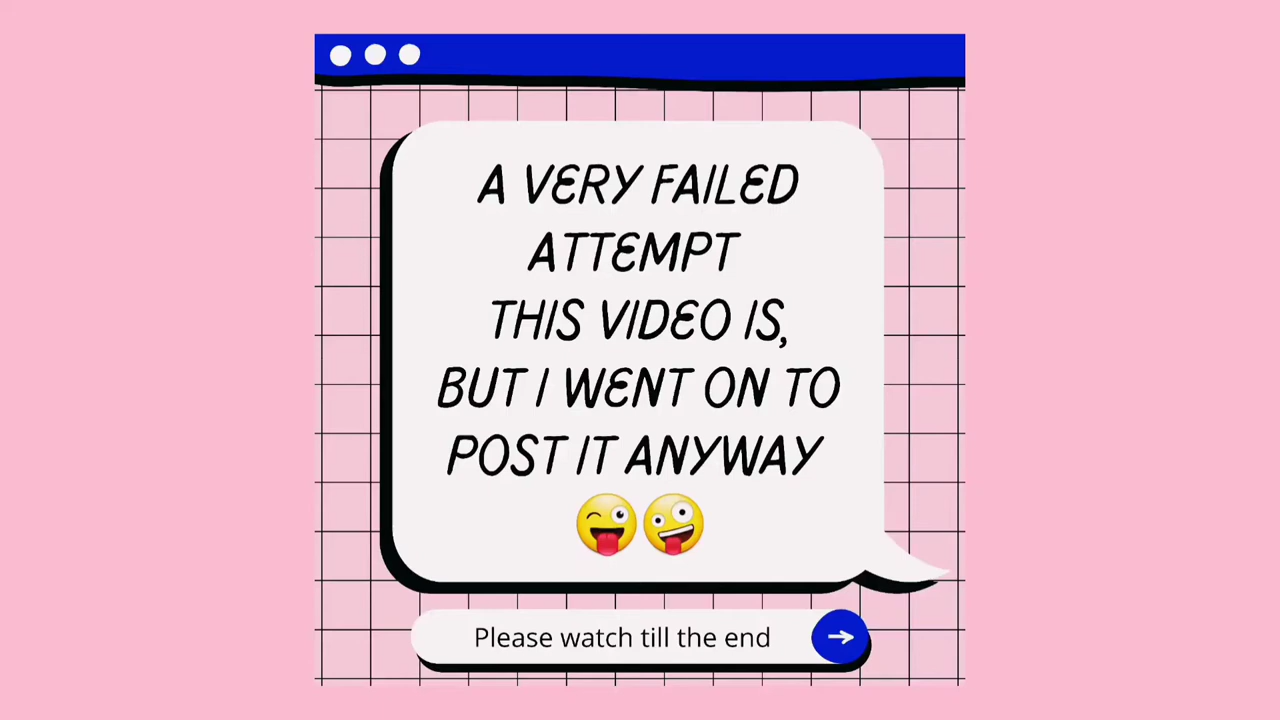 A VERY FAILED
ATTEMPT
THIS VIDEO IS,
BUT I WENT ON TO
POST IT ANYWAY
😜🤪
Please watch till the end